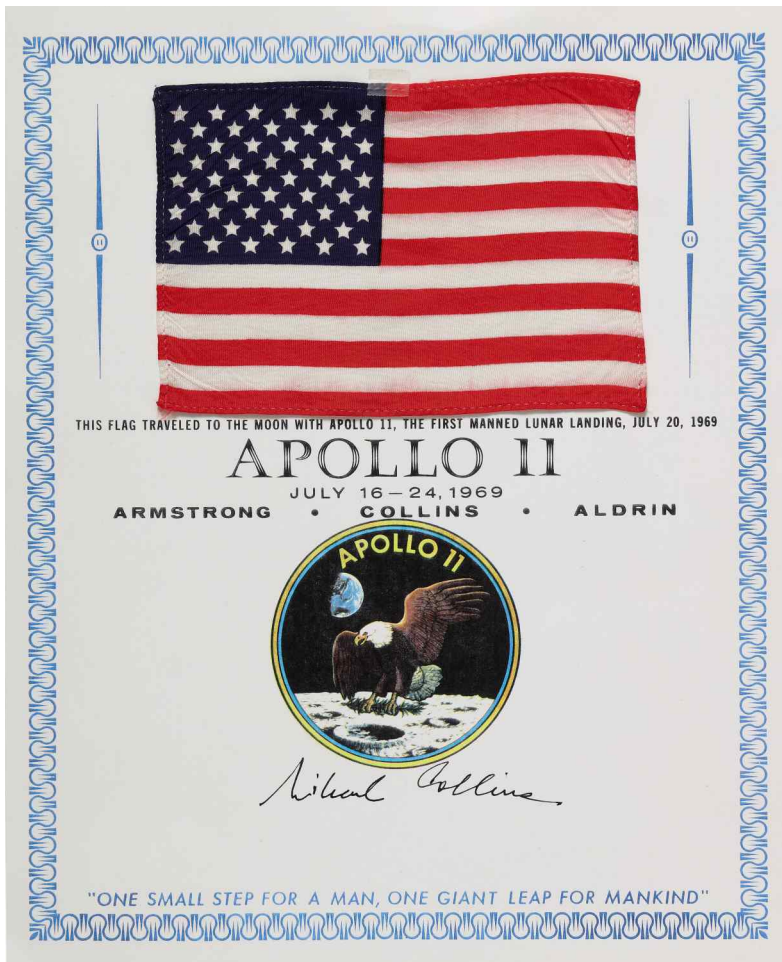 11
11
THIS FLAG TRAVELED TO THE MOON WITH APOLLO 11, THE FIRST MANNED LUNAR LANDING, JULY 20, 1969
APOLLO 11
JULY 16–24, 1969
ARMSTRONG • COLLINS • ALDRIN
APOLLO 11
Michael Collins
"ONE SMALL STEP FOR A MAN, ONE GIANT LEAP FOR MANKIND"